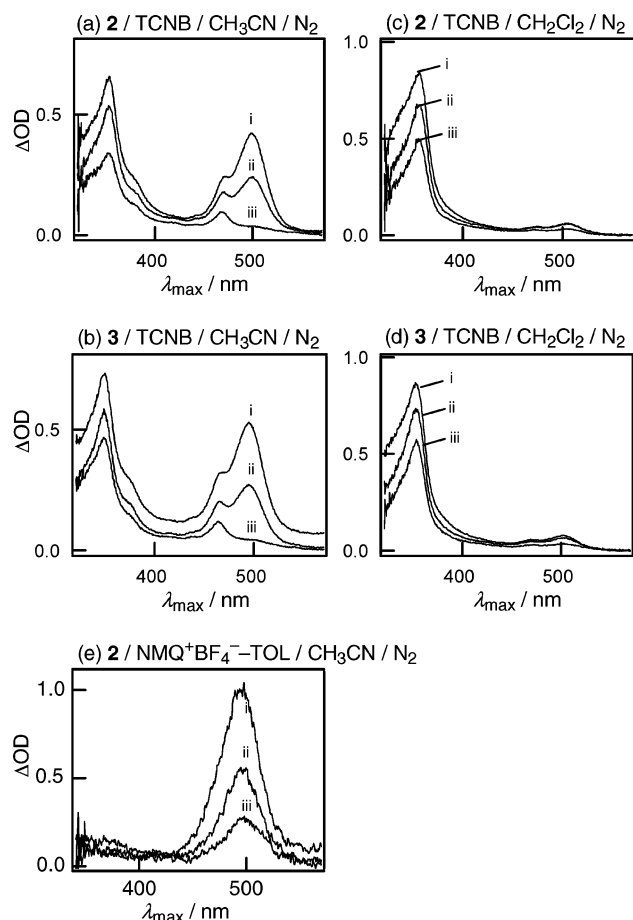 (a) 2 / TCNB / CH₃CN / N₂
(c) 2 / TCNB / CH₂Cl₂ / N₂
ΔOD
0.5
0.0
i
ii
iii
400
500
λmax / nm
1.0
0.5
0.0
i
ii
iii
400
500
λmax / nm
(b) 3 / TCNB / CH₃CN / N₂
(d) 3 / TCNB / CH₂Cl₂ / N₂
ΔOD
0.5
0.0
i
ii
iii
400
500
λmax / nm
1.0
0.5
0.0
i
ii
iii
400
500
λmax / nm
(e) 2 / NMQ⁺BF₄⁻–TOL / CH₃CN / N₂
ΔOD
1.0
0.5
0.0
i
ii
iii
400
500
λmax / nm